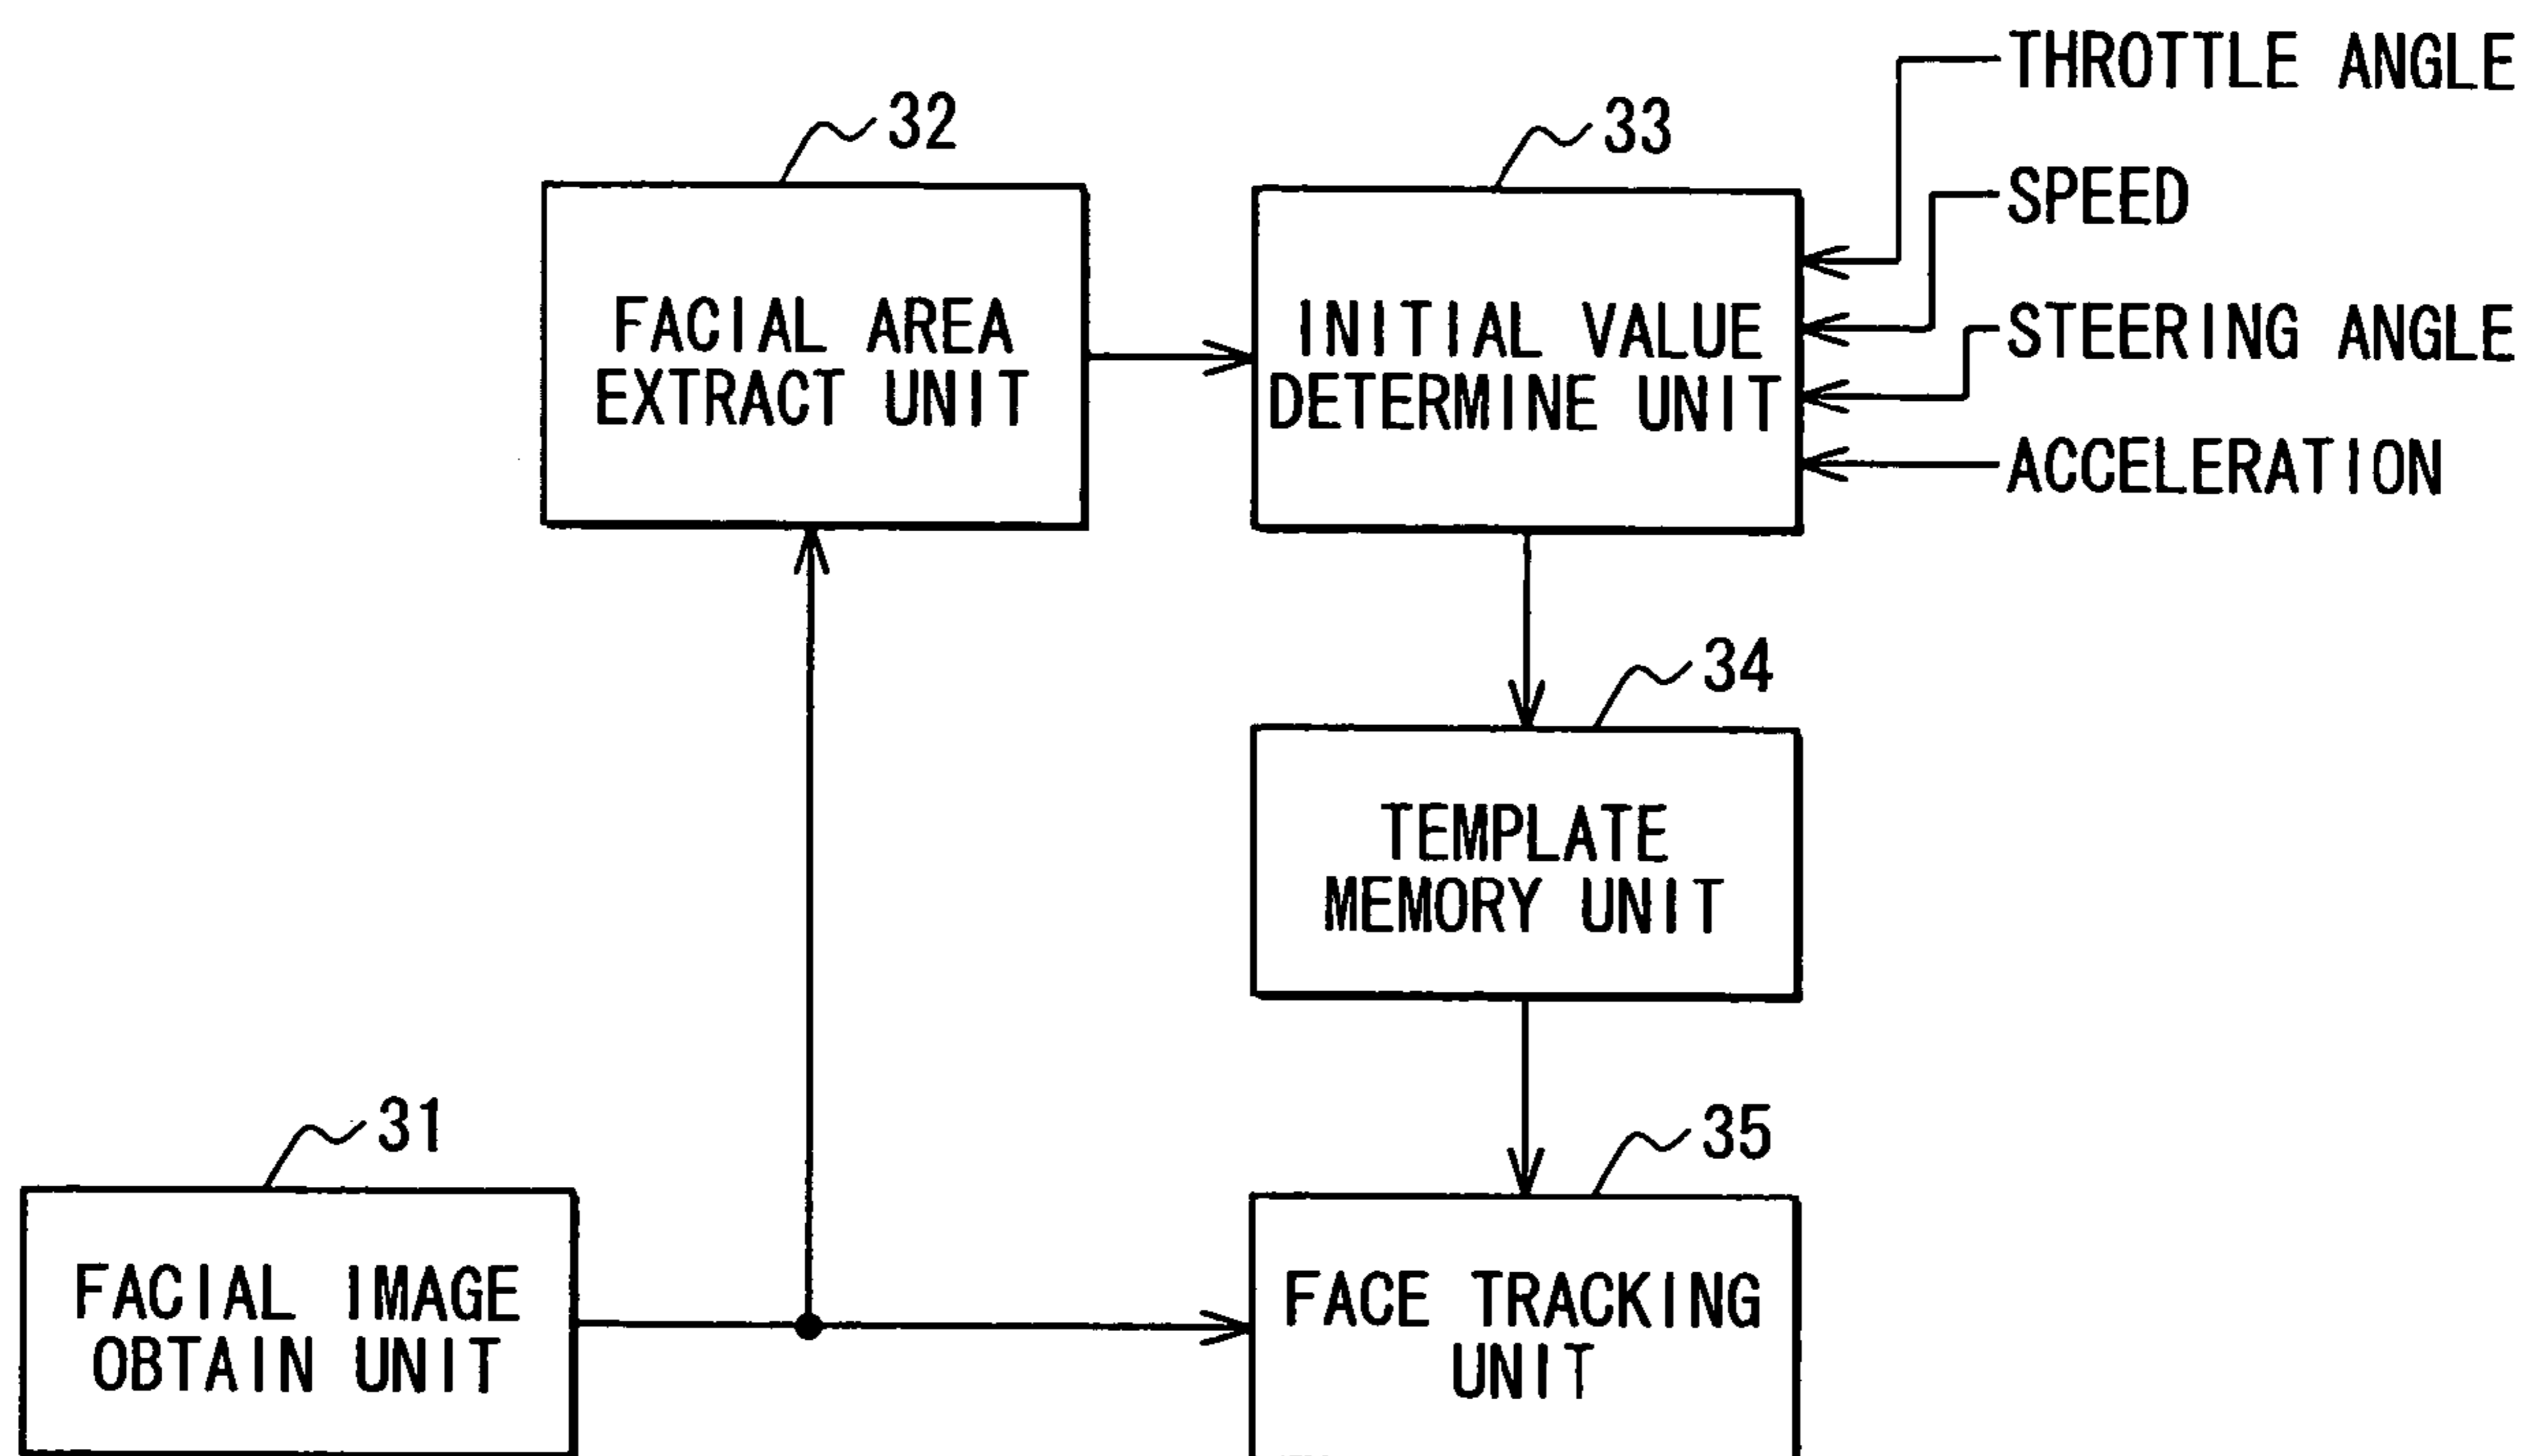 THROTTLE ANGLE
32
33
SPEED
FACIAL AREA
EXTRACT UNIT
INITIAL VALUE
DETERMINE UNIT
STEERING ANGLE
ACCELERATION
34
TEMPLATE
MEMORY UNIT
31
35
FACIAL IMAGE
OBTAIN UNIT
FACE TRACKING
UNIT